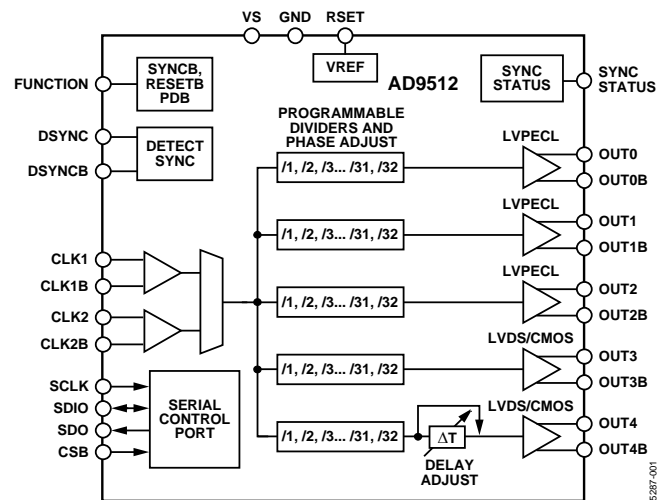 VS GND RSET
VREF
AD9512
FUNCTION
SYNCB,
RESETB
PDB
SYNC
STATUS
SYNC
STATUS
DSYNC
DSYNCB
DETECT
SYNC
PROGRAMMABLE
DIVIDERS AND
PHASE ADJUST
/1, /2, /3... /31, /32
LVPECL
OUT0
OUT0B
/1, /2, /3... /31, /32
LVPECL
OUT1
OUT1B
CLK1
CLK1B
CLK2
CLK2B
/1, /2, /3... /31, /32
LVPECL
OUT2
OUT2B
/1, /2, /3... /31, /32
LVDS/CMOS
OUT3
OUT3B
SCLK
SDIO
SDO
CSB
SERIAL
CONTROL
PORT
/1, /2, /3... /31, /32
ΔT
DELAY
ADJUST
LVDS/CMOS
OUT4
OUT4B
5287-001